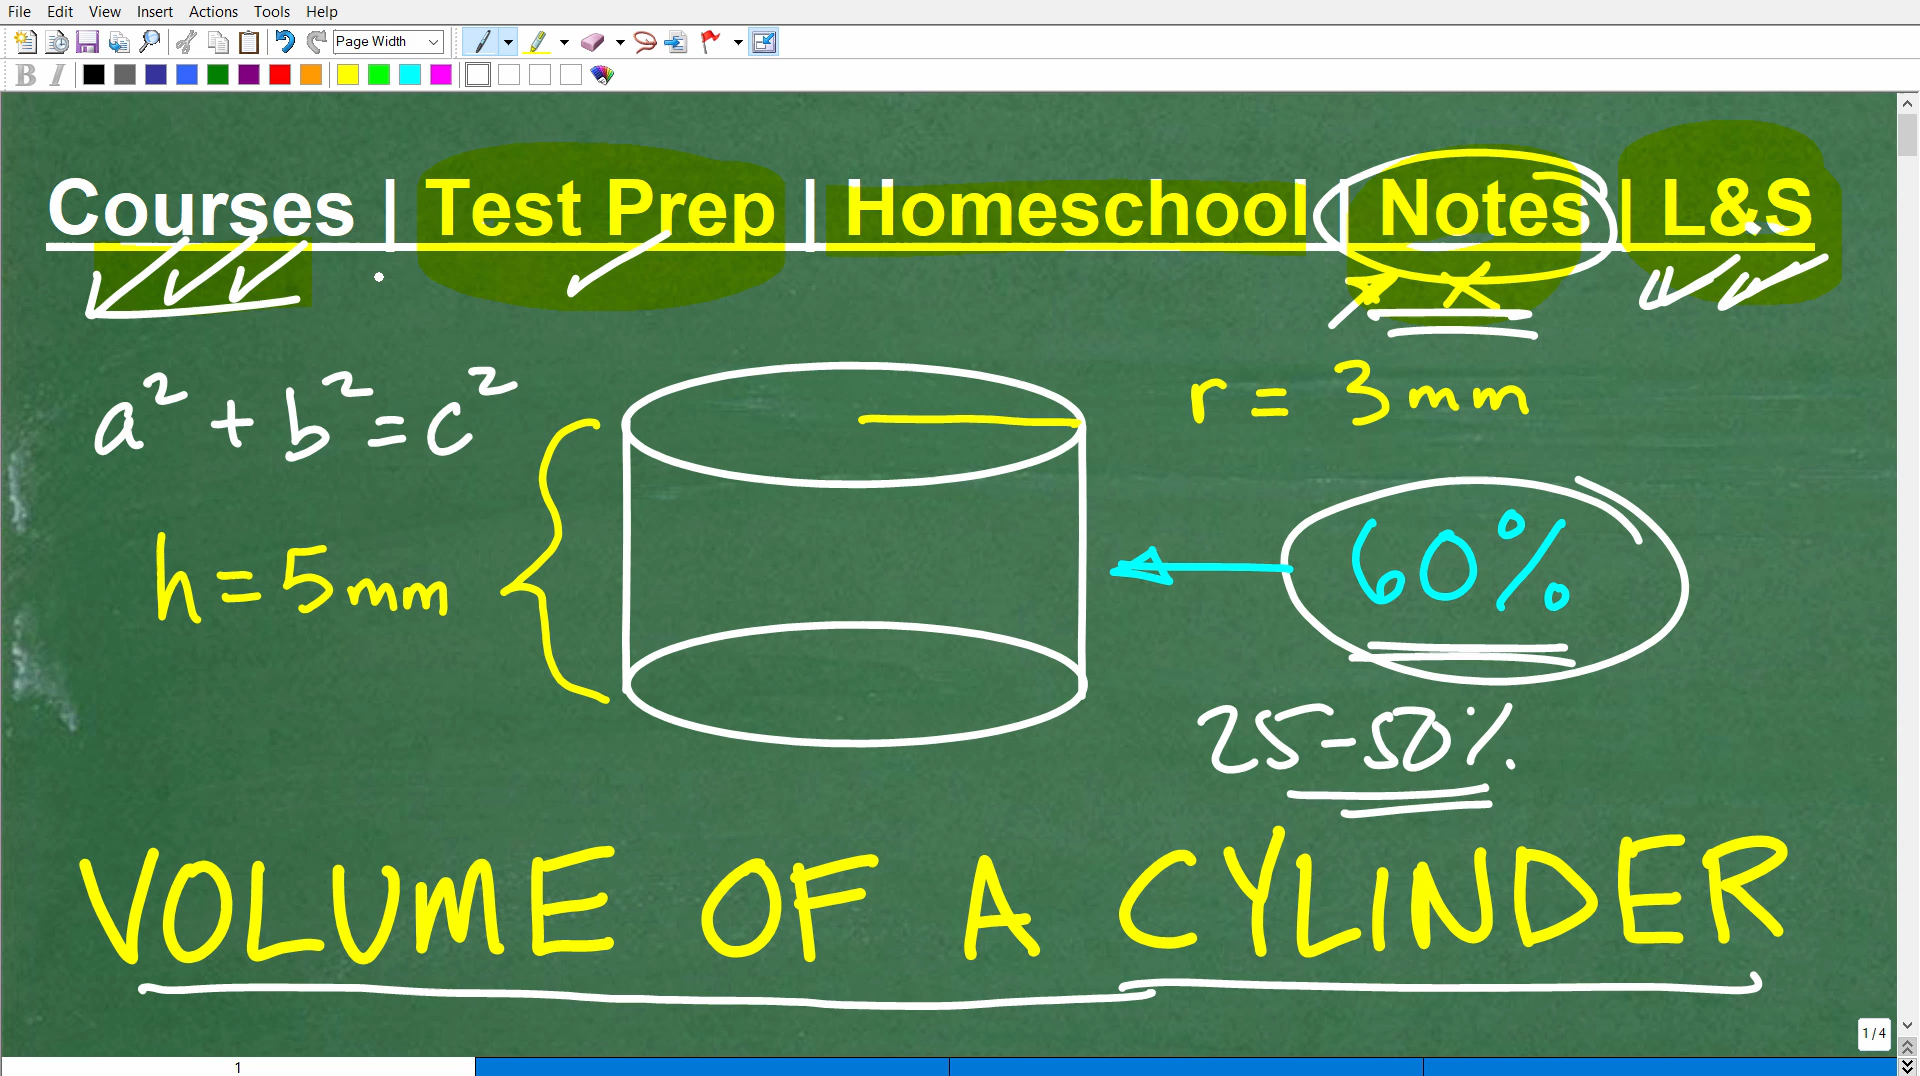 File Edit View Insert Actions Tools Help
Page Width
B I
Courses | Test Prep | Homeschool | Notes | L&S
a² + b² = c²
r = 3mm
h = 5mm
60%
25-50%
VOLUME OF A CYLINDER
1 / 4
1